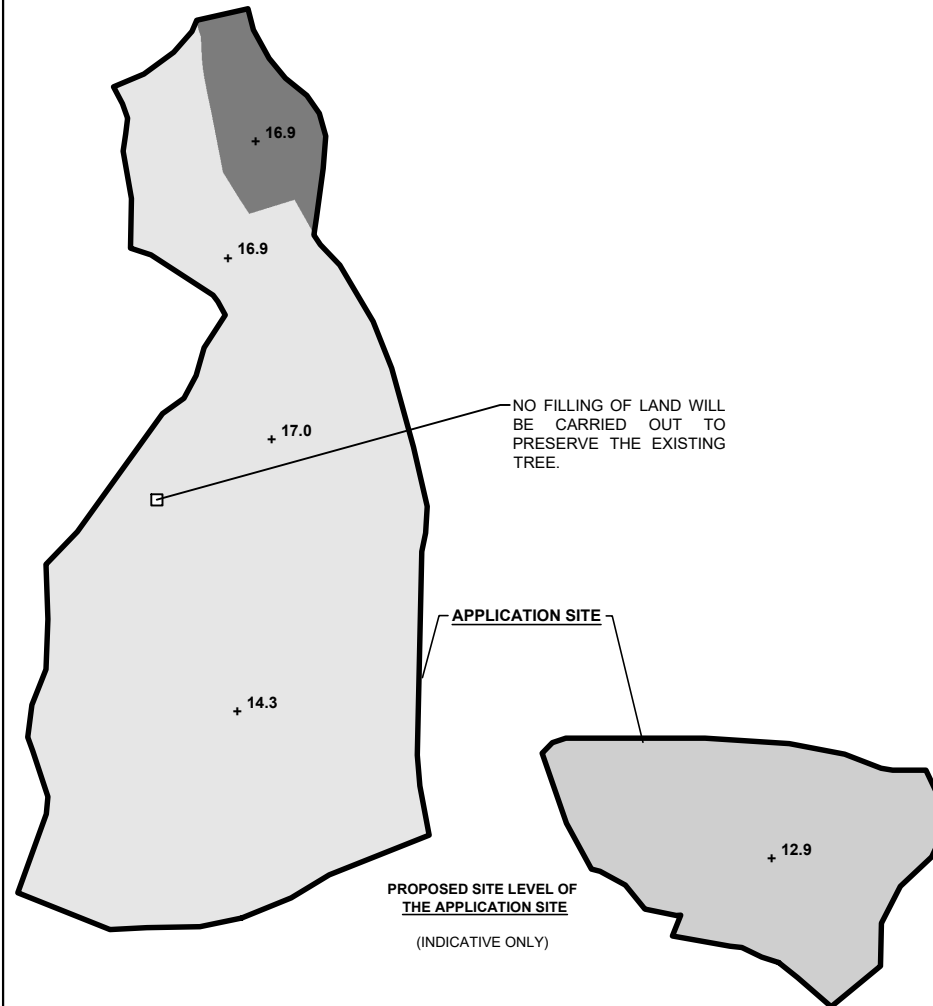 + 16.9
+ 16.9
+ 17.0
NO FILLING OF LAND WILL
BE CARRIED OUT TO
PRESERVE THE EXISTING
TREE.
APPLICATION SITE
+ 14.3
+ 12.9
PROPOSED SITE LEVEL OF
THE APPLICATION SITE
(INDICATIVE ONLY)